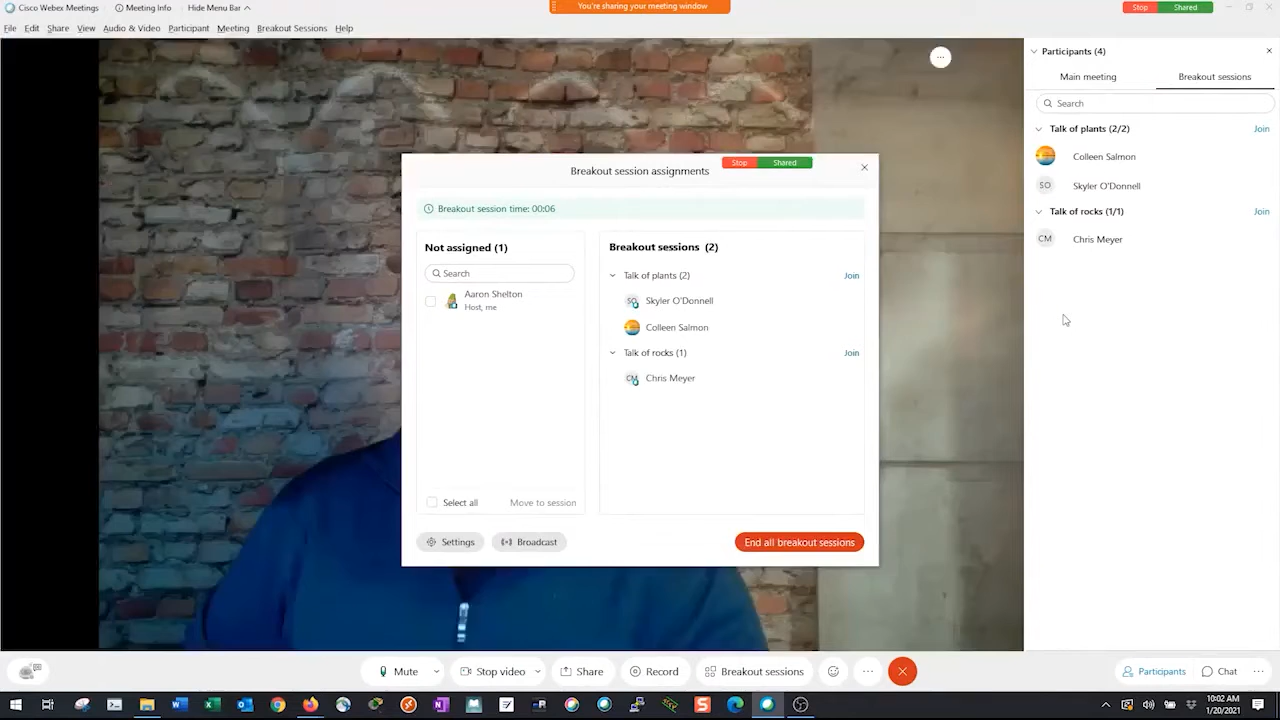 Cisco Webex Meetings
Meeting Info
Hide Menu Bar
You're sharing your meeting window
Stop
Shared
File Edit Share View Audio & Video Participant Meeting Breakout Sessions Help
Participants (4)
Main meeting
Breakout sessions
Search
Talk of plants (2/2)
Join
Colleen Salmon
SO
Skyler O'Donnell
Talk of rocks (1/1)
Join
CM
Chris Meyer
Breakout session assignments
Stop
Shared
Breakout session time: 00:06
Not assigned (1)
Search
Aaron Shelton
Host, me
Select all
Move to session
Breakout sessions (2)
Talk of plants (2)
Join
SO
Skyler O'Donnell
Colleen Salmon
Talk of rocks (1)
Join
CM
Chris Meyer
Settings
Broadcast
End all breakout sessions
Mute
Stop video
Share
Record
Breakout sessions
Participants
Chat
10:02 AM
1/20/2021